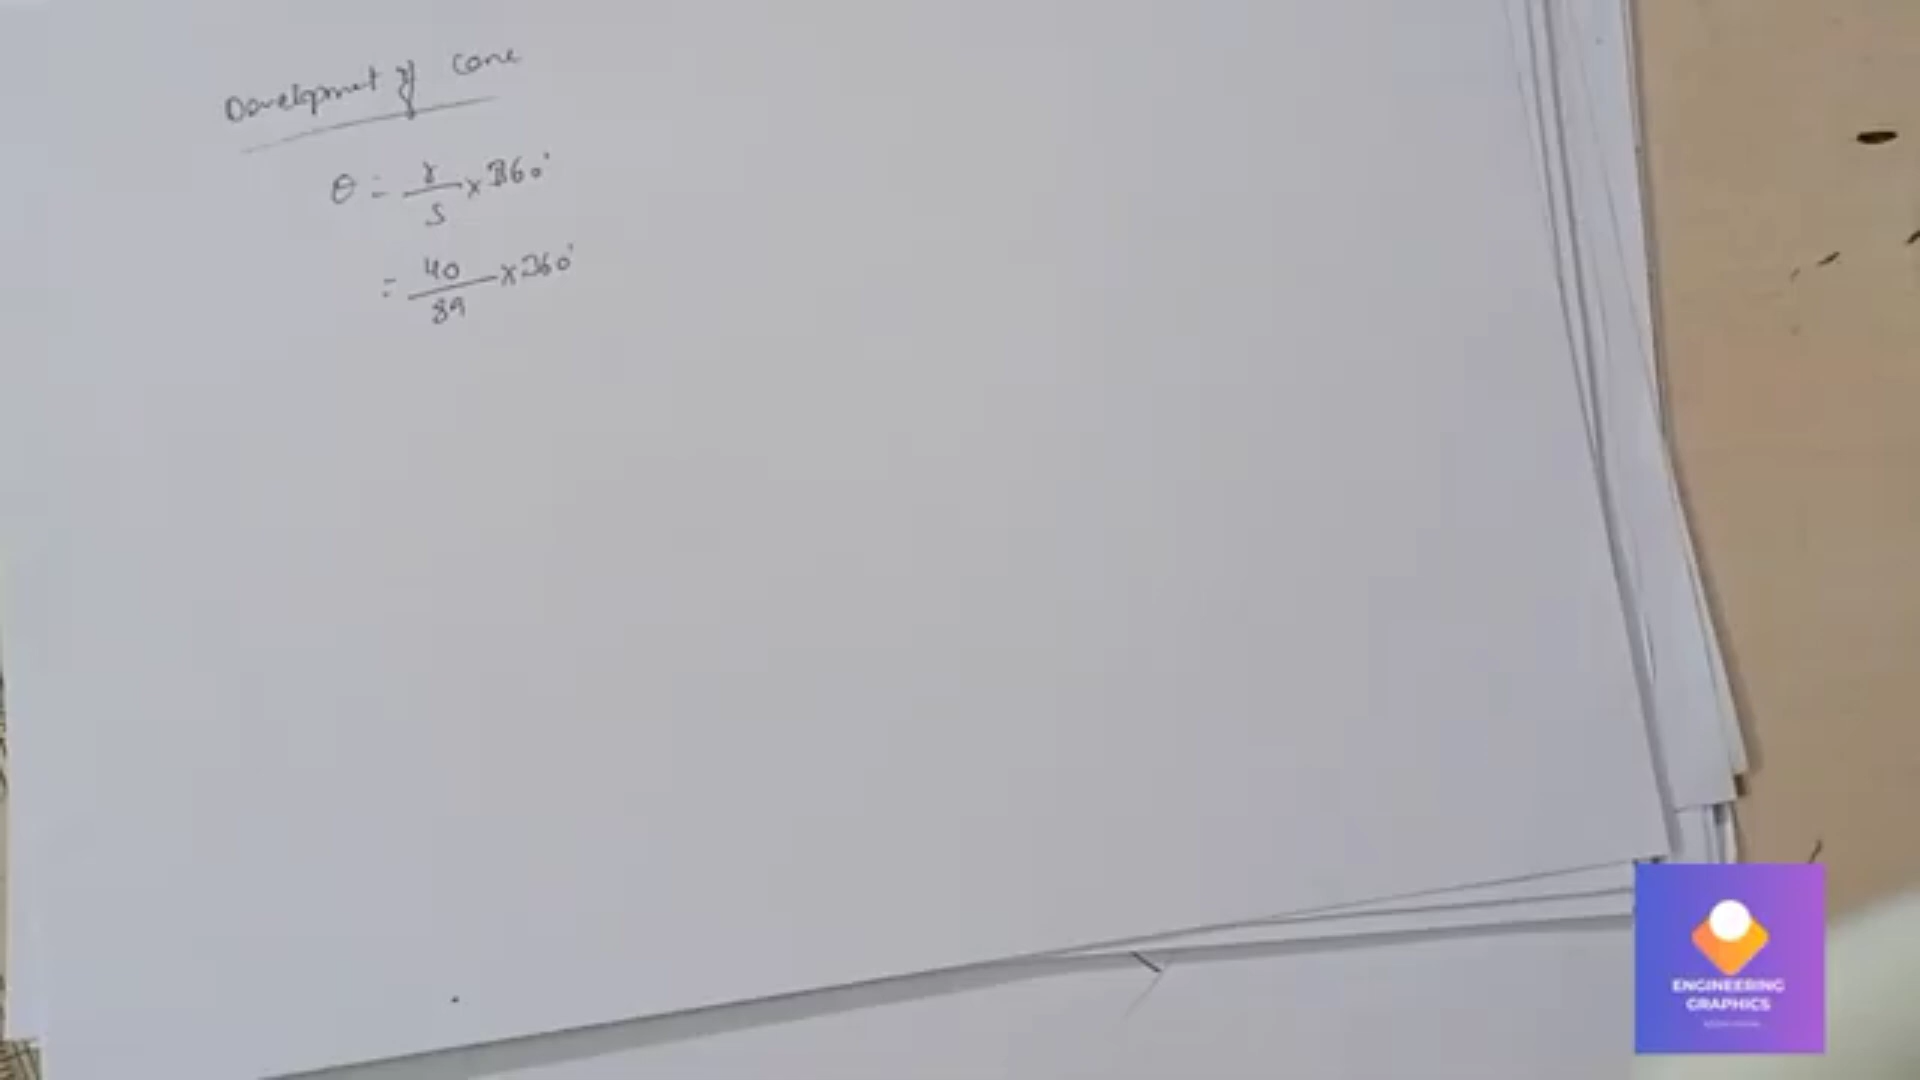 Development of cone
θ = r/s x 360°
= 40/89 x 360°
ENGINEERING
GRAPHICS